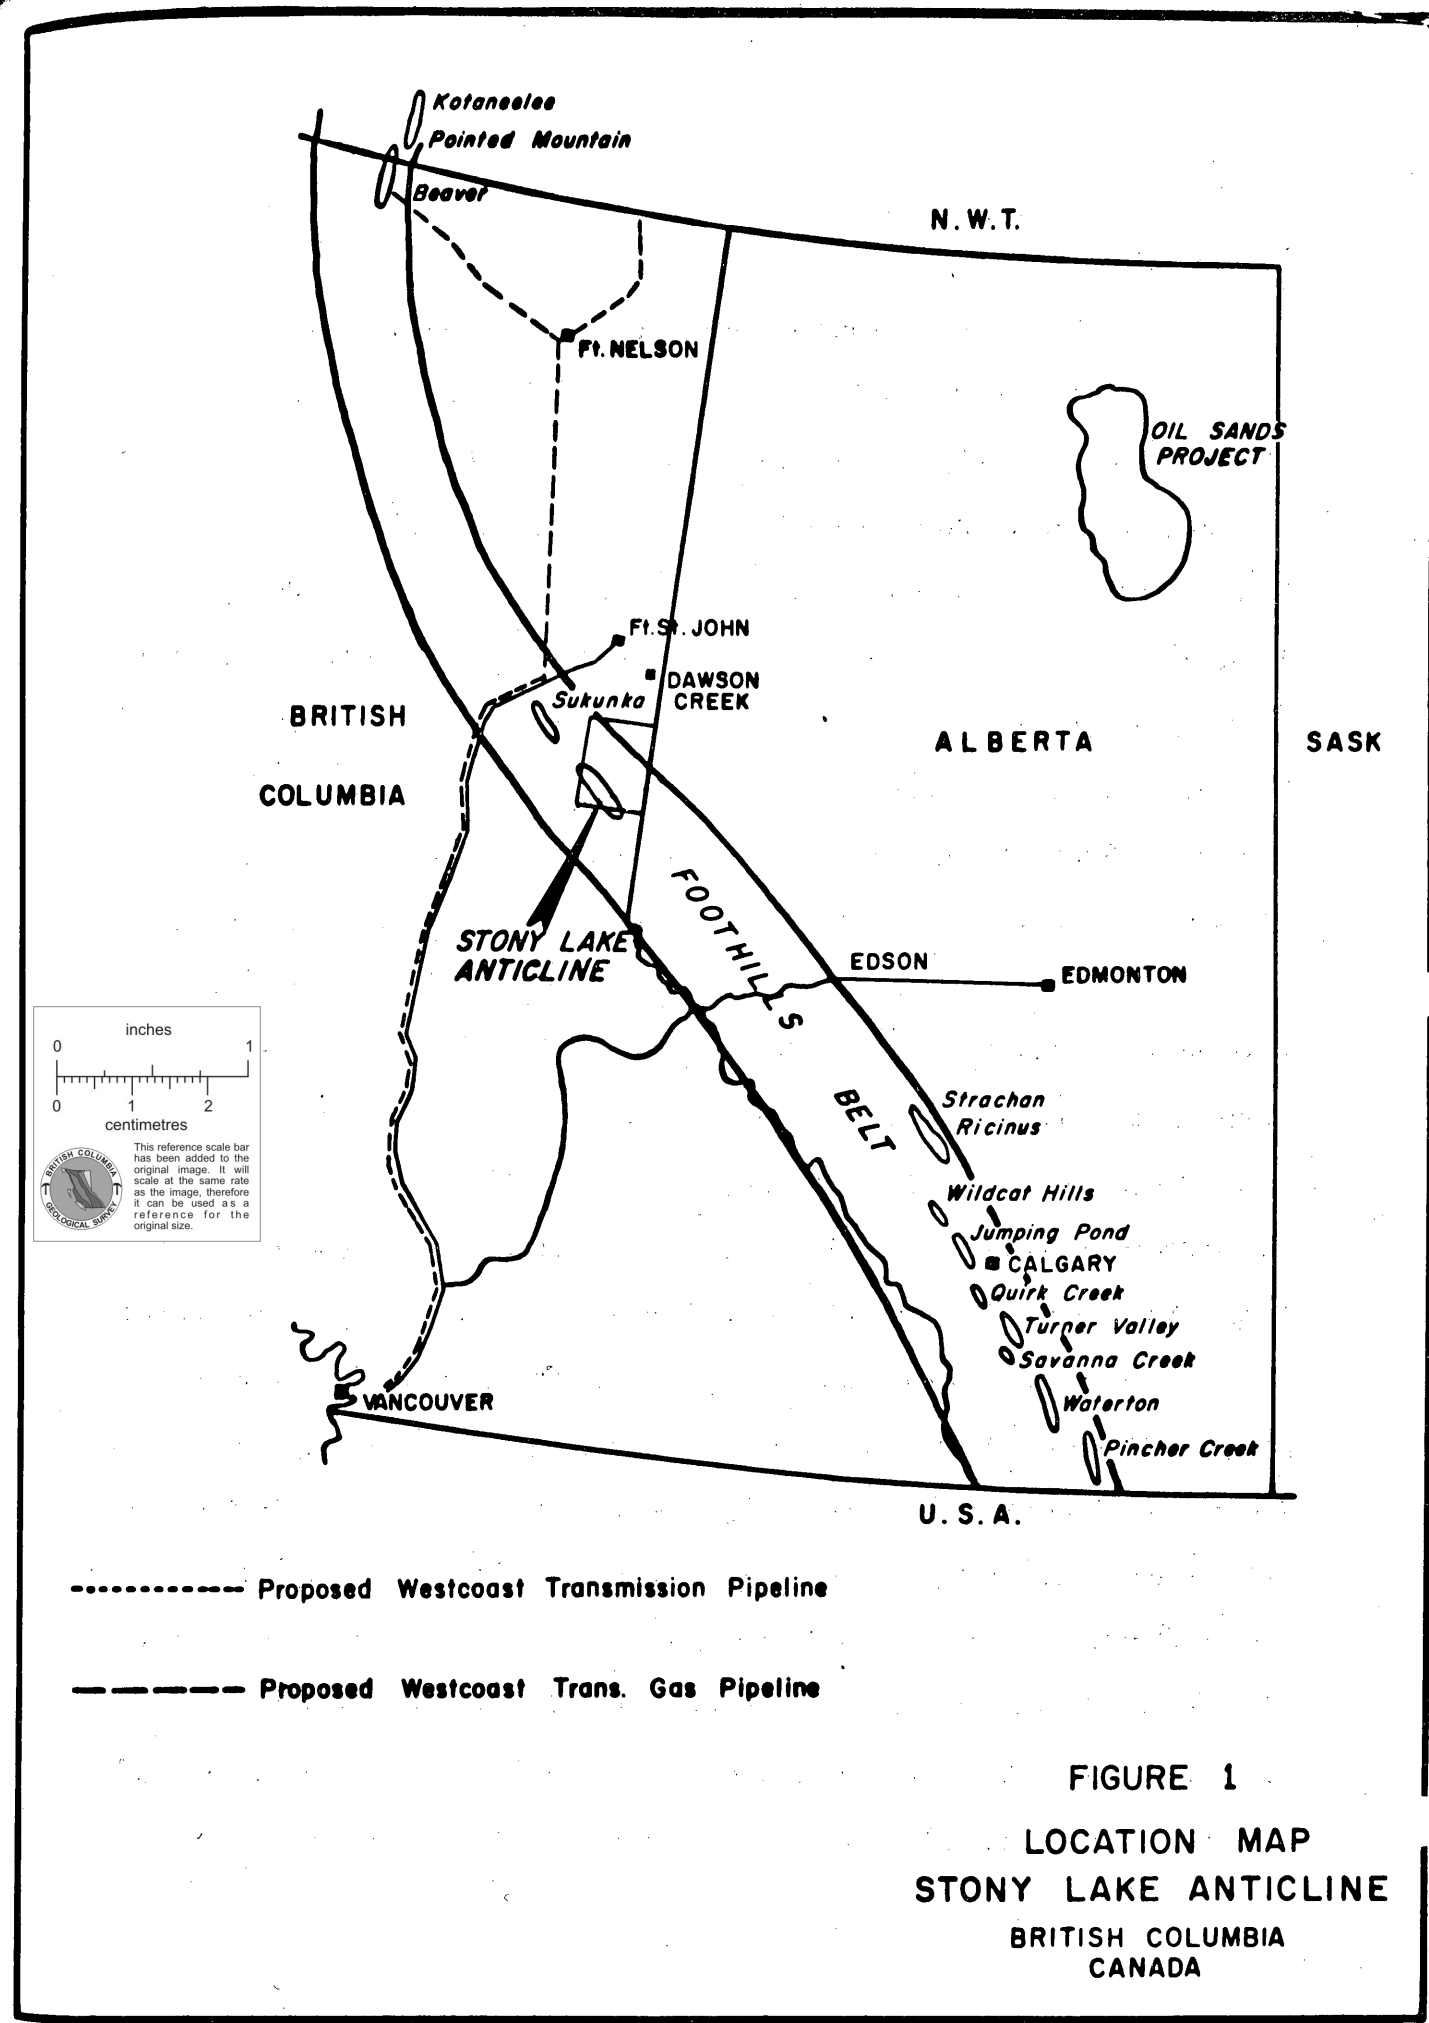 Kotaneelee
Pointed Mountain
Beaver
N.W.T.
Ft. NELSON
OIL SANDS
PROJECT
Ft. St. JOHN
DAWSON
CREEK
Sukunka
BRITISH
COLUMBIA
ALBERTA
SASK
FOOTHILLS
BELT
STONY LAKE
ANTICLINE
EDSON
EDMONTON
inches
0 1
0 1 2
centimetres
This reference scale bar
has been added to the
original image. It will
scale at the same rate
as the image, therefore
it can be used as a
reference for the
original size.
BRITISH COLUMBIA
GEOLOGICAL SURVEY
Strachan
Ricinus
Wildcat Hills
Jumping Pond
CALGARY
Quirk Creek
Turner Valley
Savanna Creek
Waterton
Pincher Creek
VANCOUVER
U.S.A.
Proposed Westcoast Transmission Pipeline
Proposed Westcoast Trans. Gas Pipeline
FIGURE 1
LOCATION MAP
STONY LAKE ANTICLINE
BRITISH COLUMBIA
CANADA